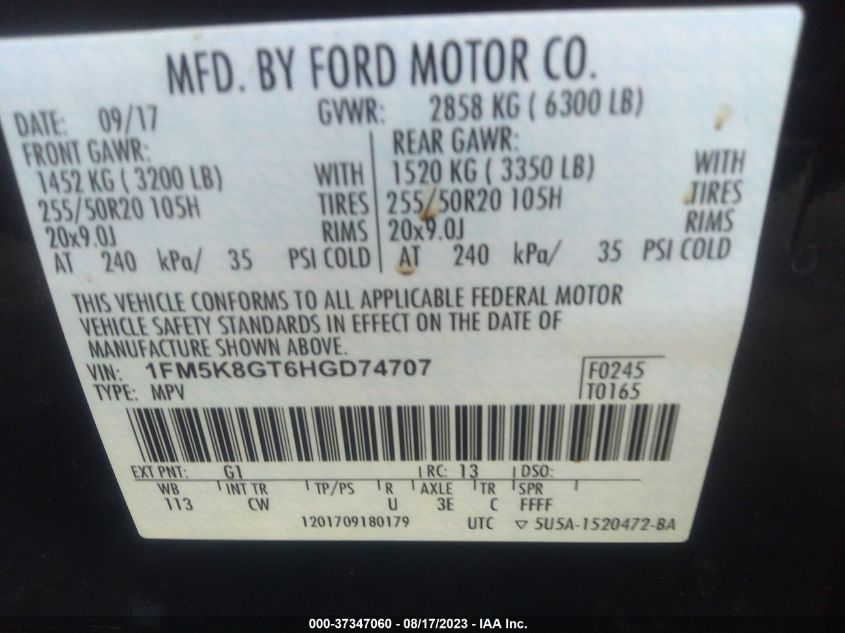 MFD. BY FORD MOTOR CO.
DATE: 09/17 GVWR: 2858 KG ( 6300 LB)
FRONT GAWR: REAR GAWR:
1452 KG ( 3200 LB) WITH 1520 KG ( 3350 LB) WITH
255/50R20 105H TIRES 255/50R20 105H TIRES
20x9.0J RIMS 20x9.0J RIMS
AT 240 kPa/ 35 PSI COLD AT 240 kPa/ 35 PSI COLD
THIS VEHICLE CONFORMS TO ALL APPLICABLE FEDERAL MOTOR
VEHICLE SAFETY STANDARDS IN EFFECT ON THE DATE OF
MANUFACTURE SHOWN ABOVE.
VIN: 1FM5K8GT6HGD74707 F0245
TYPE: MPV T0165
EXT PNT: G1 RC: 13 DSO:
WB INT TR TP/PS R AXLE TR SPR
113 CW U 3E C FFFF
1201709180179 UTC ▽ 5U5A-1520472-BA
000-37347060 - 08/17/2023 - IAA Inc.